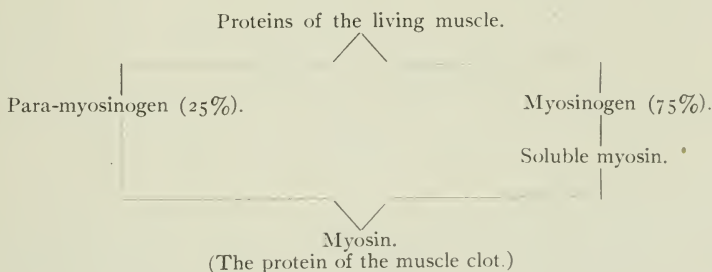 Proteins of the living muscle.
Para-myosinogen (25%). Myosinogen (75%).
Soluble myosin.
Myosin.
(The protein of the muscle clot.)